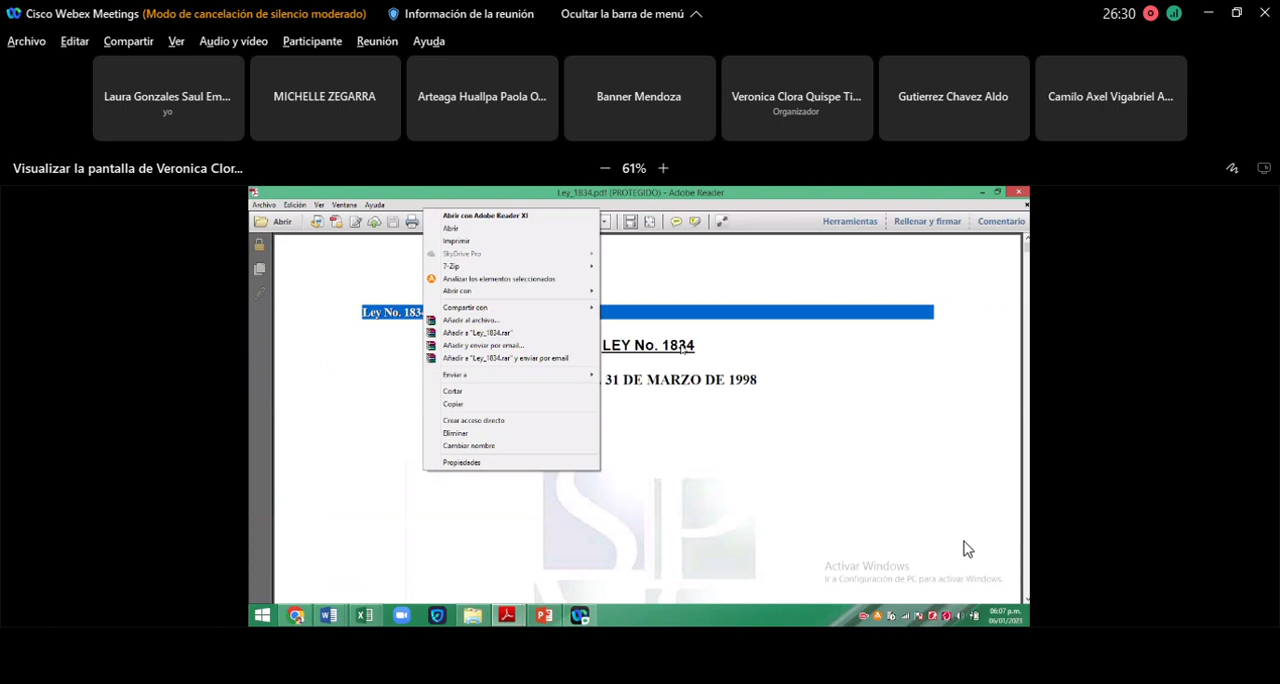 Cisco Webex Meetings (Modo de cancelación de silencio moderado) Información de la reunión Ocultar la barra de menú 26:30
Archivo Editar Compartir Ver Audio y vídeo Participante Reunión Ayuda
Laura Gonzales Saul Em...
yo
MICHELLE ZEGARRA
Arteaga Huallpa Paola O...
Banner Mendoza
Veronica Clora Quispe Ti...
Organizador
Gutierrez Chavez Aldo
Camilo Axel Vigabriel A...
Visualizar la pantalla de Veronica Clor... 61%
Ley_1834.pdf (PROTEGIDO) - Adobe Reader
Archivo Edición Ver Ventana Ayuda
Abrir Herramientas Rellenar y firmar Comentario
Abrir con Adobe Reader XI
Abrir
Imprimir
SkyDrive Pro
7-Zip
Analizar los elementos seleccionados
Abrir con
Compartir con
Añadir al archivo...
Añadir a "Ley_1834.rar"
Añadir y enviar por email...
Añadir a "Ley_1834.rar" y enviar por email
Enviar a
Cortar
Copiar
Crear acceso directo
Eliminar
Cambiar nombre
Propiedades
Ley No. 1834
LEY No. 1834
31 DE MARZO DE 1998
Activar Windows
Ir a Configuración de PC para activar Windows.
06:07 p.m.
06/01/2023